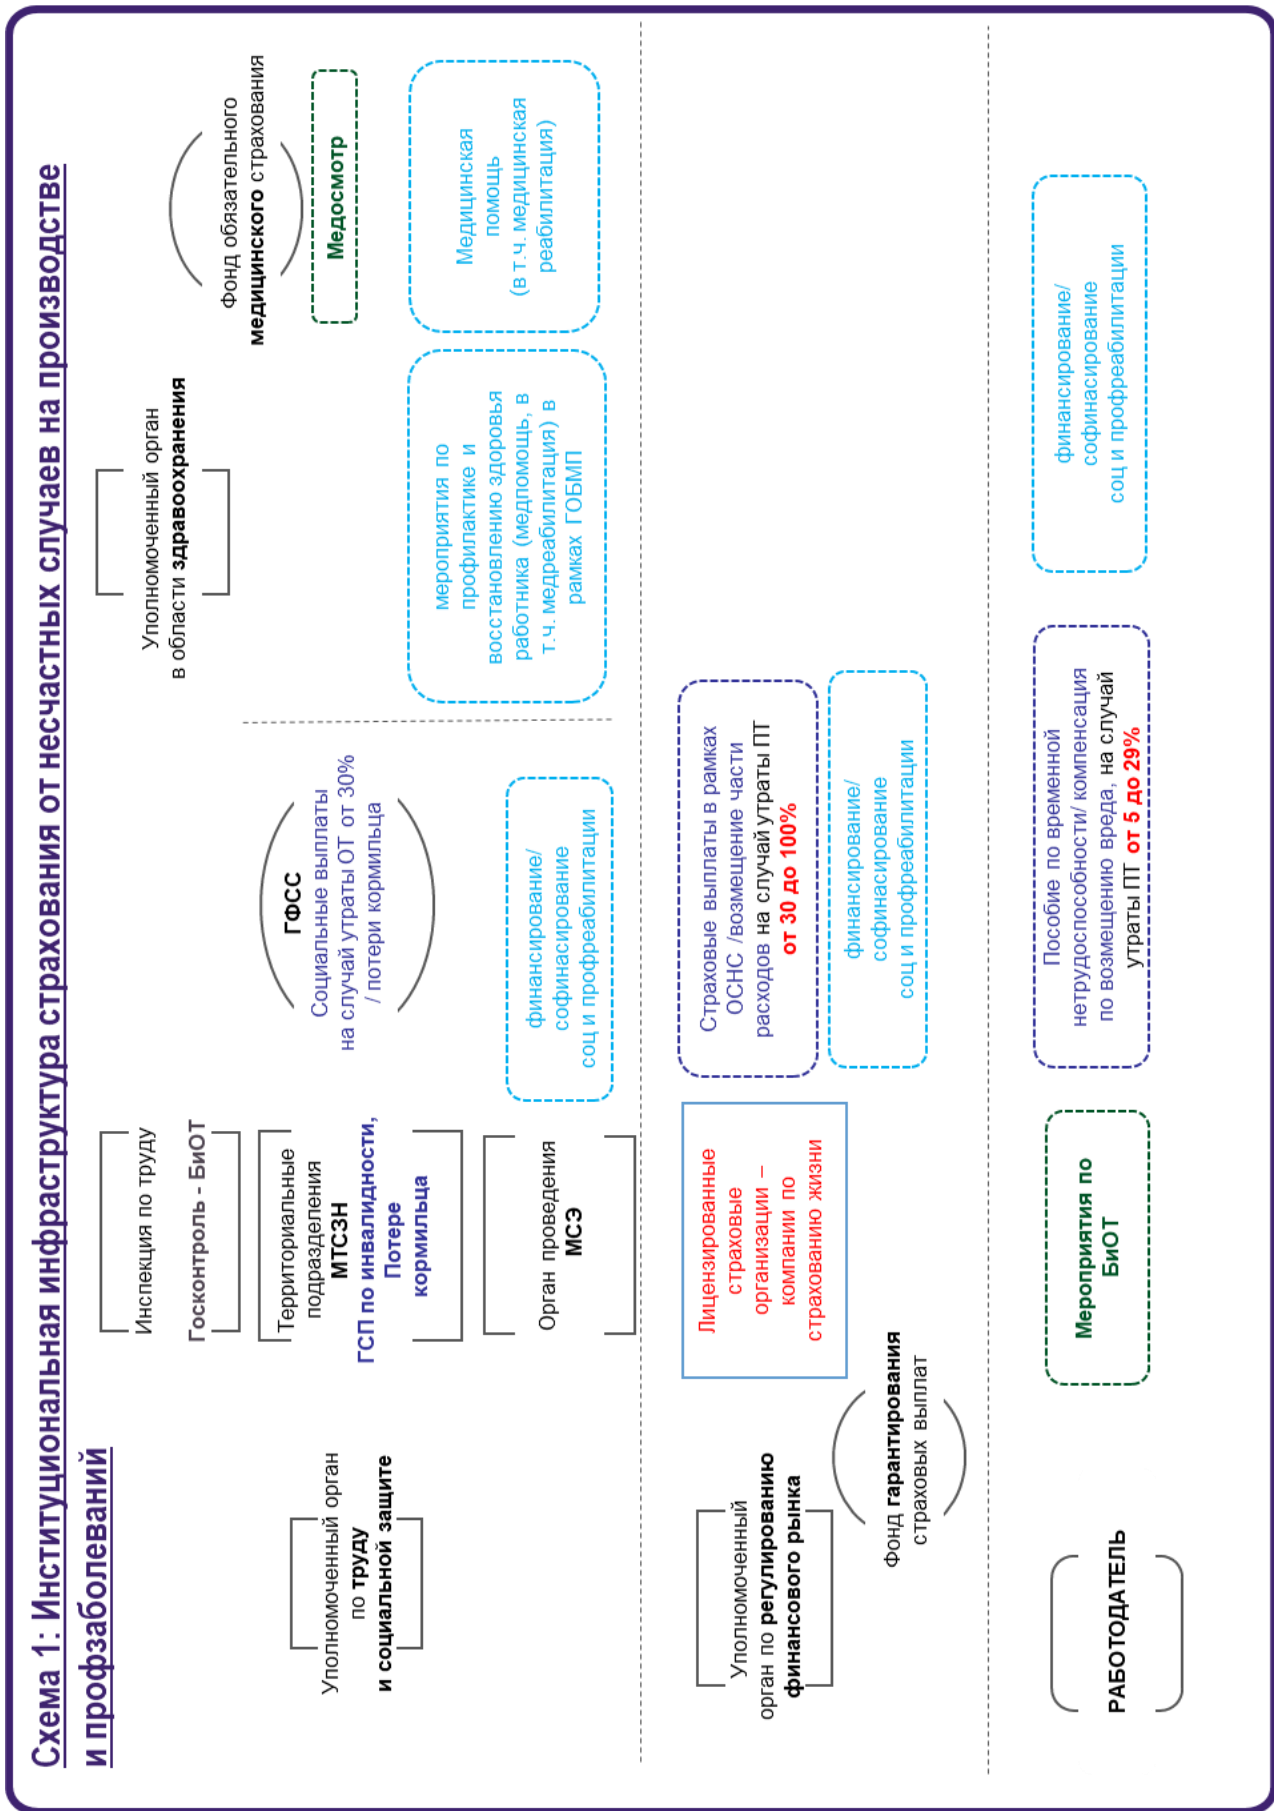 Схема 1: Институциональная инфраструктура страхования от несчастных случаев на производстве
и профзаболеваний
Уполномоченный орган
по труду
и социальной защите
Инспекция по труду
Госконтроль - БиОТ
Территориальные
подразделения
МТСЗН
ГСП по инвалидности,
Потере
кормильца
Орган проведения
МСЭ
ГФСС
Социальные выплаты
на случай утраты ОТ от 30%
/ потери кормильца
финансирование/
софинасирование
соц и профреабилитации
Уполномоченный орган
в области здравоохранения
мероприятия по
профилактике и
восстановлению здоровья
работника (медпомощь, в
т.ч. медреабилитация) в
рамках ГОБМП
Фонд обязательного
медицинского страхования
Медосмотр
Медицинская
помощь
(в т.ч. медицинская
реабилитация)
Уполномоченный
орган по регулированию
финансового рынка
Фонд гарантирования
страховых выплат
Лицензированные
страховые
организации –
компании по
страхованию жизни
Страховые выплаты в рамках
ОСНС /возмещение части
расходов на случай утраты ПТ
от 30 до 100%
финансирование/
софинасирование
соц и профреабилитации
РАБОТОДАТЕЛЬ
Мероприятия по
БиОТ
Пособие по временной
нетрудоспособности/ компенсация
по возмещению вреда, на случай
утраты ПТ от 5 до 29%
финансирование/
софинасирование
соц и профреабилитации